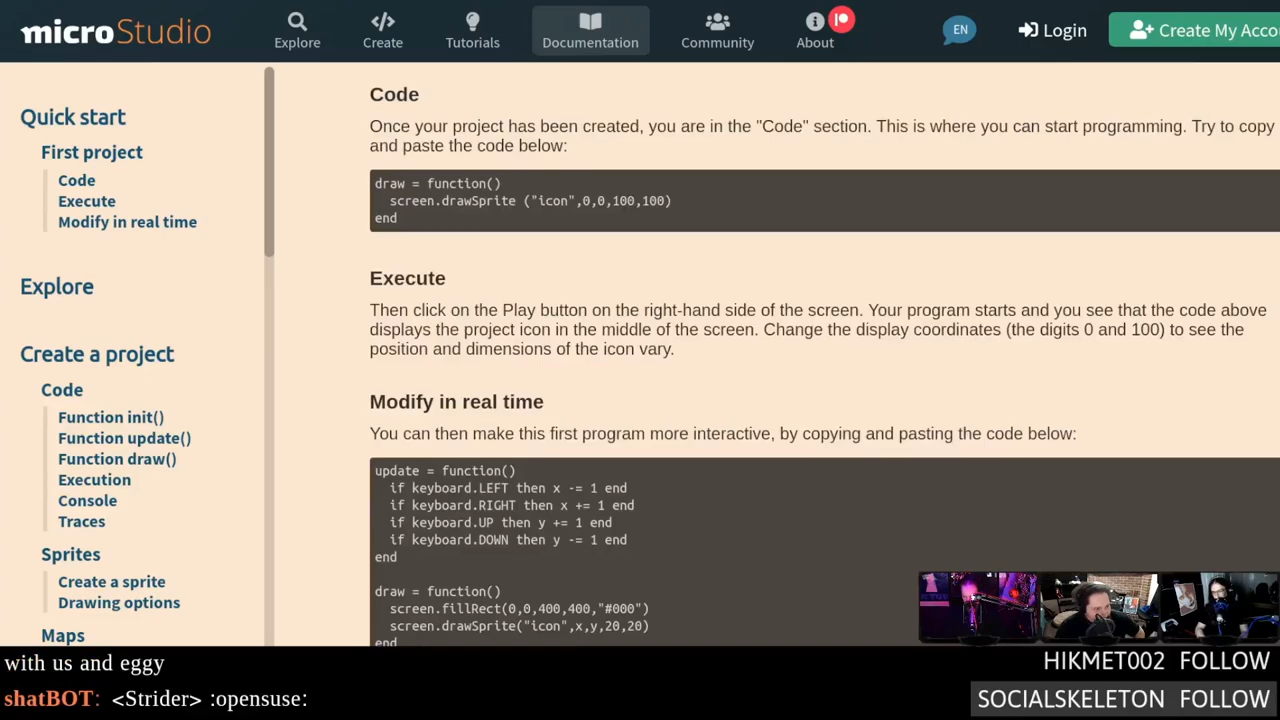 microStudio
Explore
Create
Tutorials
Documentation
Community
About
EN
Login
Create My Acco
Quick start
First project
Code
Execute
Modify in real time
Explore
Create a project
Code
Function init()
Function update()
Function draw()
Execution
Console
Traces
Sprites
Create a sprite
Drawing options
Maps
Code
Once your project has been created, you are in the "Code" section. This is where you can start programming. Try to copy
and paste the code below:
draw = function()
  screen.drawSprite ("icon",0,0,100,100)
end
Execute
Then click on the Play button on the right-hand side of the screen. Your program starts and you see that the code above
displays the project icon in the middle of the screen. Change the display coordinates (the digits 0 and 100) to see the
position and dimensions of the icon vary.
Modify in real time
You can then make this first program more interactive, by copying and pasting the code below:
update = function()
  if keyboard.LEFT then x -= 1 end
  if keyboard.RIGHT then x += 1 end
  if keyboard.UP then y += 1 end
  if keyboard.DOWN then y -= 1 end
end
draw = function()
  screen.fillRect(0,0,400,400,"#000")
  screen.drawSprite("icon",x,y,20,20)
end
with us and eggy
shatBOT: <Strider> :opensuse:
HIKMET002 FOLLOW
SOCIALSKELETON FOLLOW